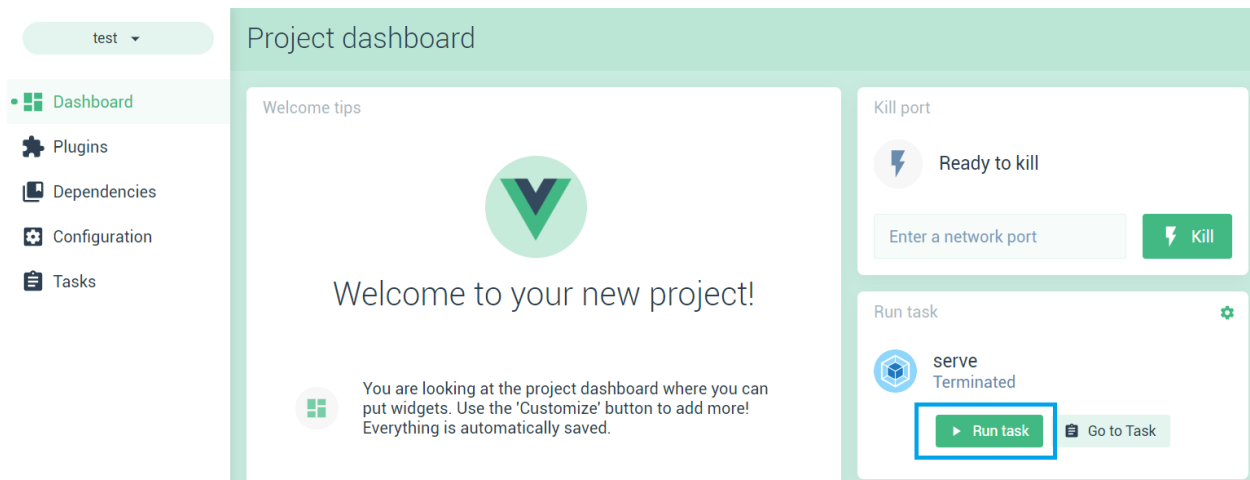 test
Project dashboard
Dashboard
Plugins
Dependencies
Configuration
Tasks
Welcome tips
Welcome to your new project!
You are looking at the project dashboard where you can
put widgets. Use the 'Customize' button to add more!
Everything is automatically saved.
Kill port
Ready to kill
Enter a network port
Kill
Run task
serve
Terminated
Run task
Go to Task